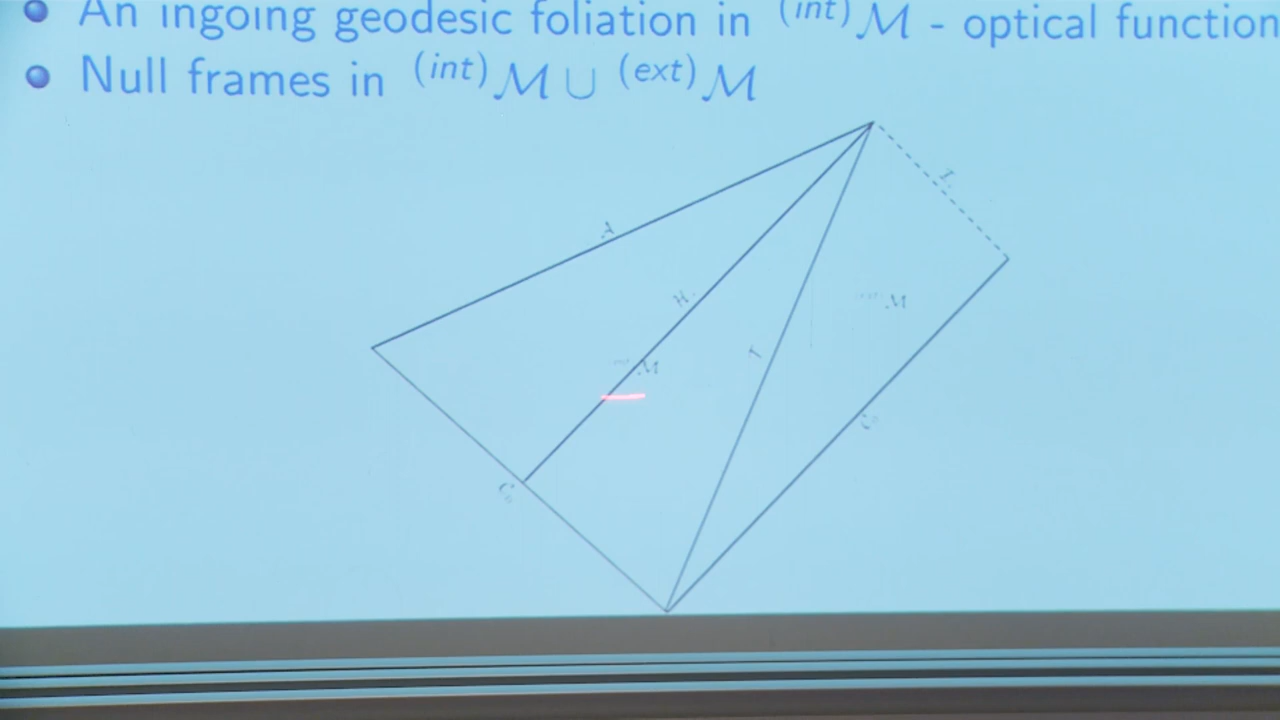 An ingoing geodesic foliation in (int)M - optical function
Null frames in (int)M ∪ (ext)M
A
H
M
T
M
C